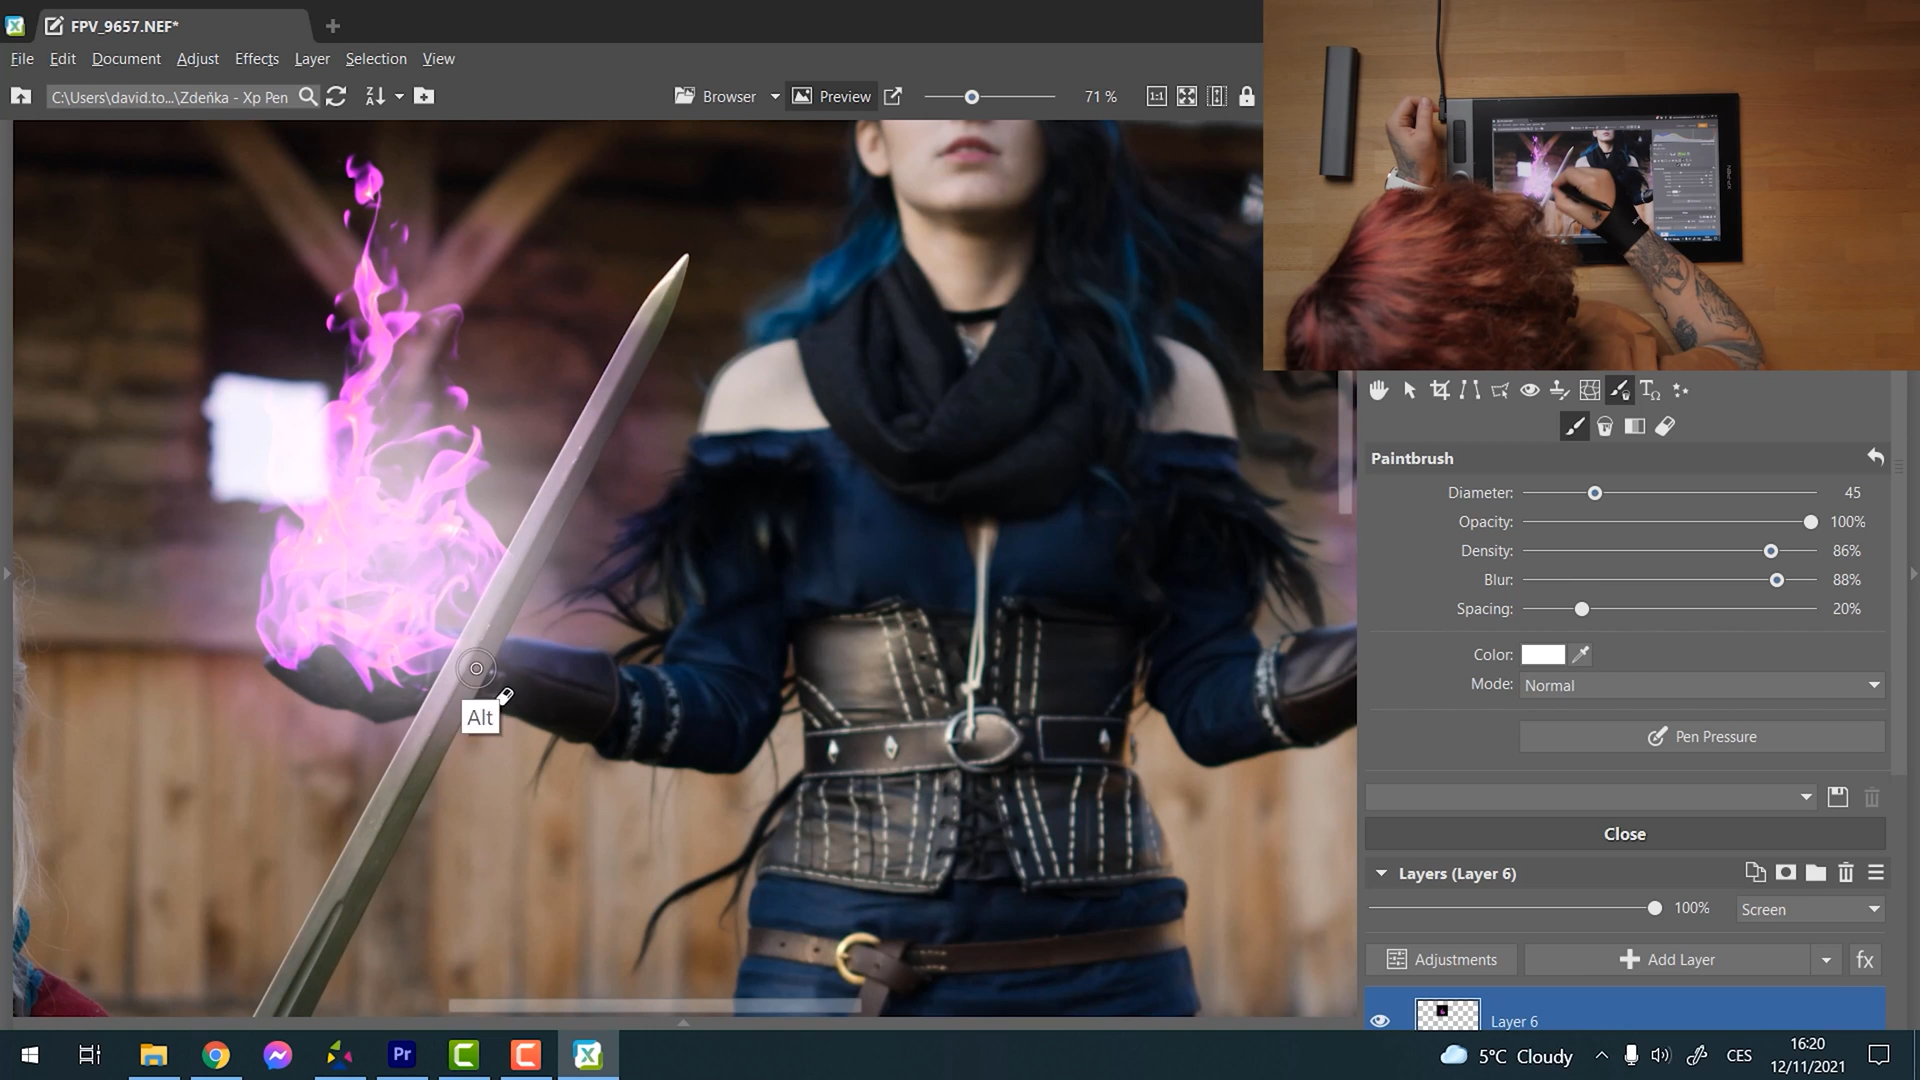 FPV_9657.NEF*
File Edit Document Adjust Effects Layer Selection View
C:\Users\david.to...\Zdeňka - Xp Pen
Z
A
Browser
Preview
71 %
1:1
Paintbrush
Diameter: 45
Opacity: 100%
Density: 86%
Blur: 88%
Spacing: 20%
Color:
Mode: Normal
Pen Pressure
Alt
Close
Layers (Layer 6)
100% Screen
Adjustments Add Layer fx
Layer 6
Pr C C X
5°C Cloudy CES
16:20
12/11/2021